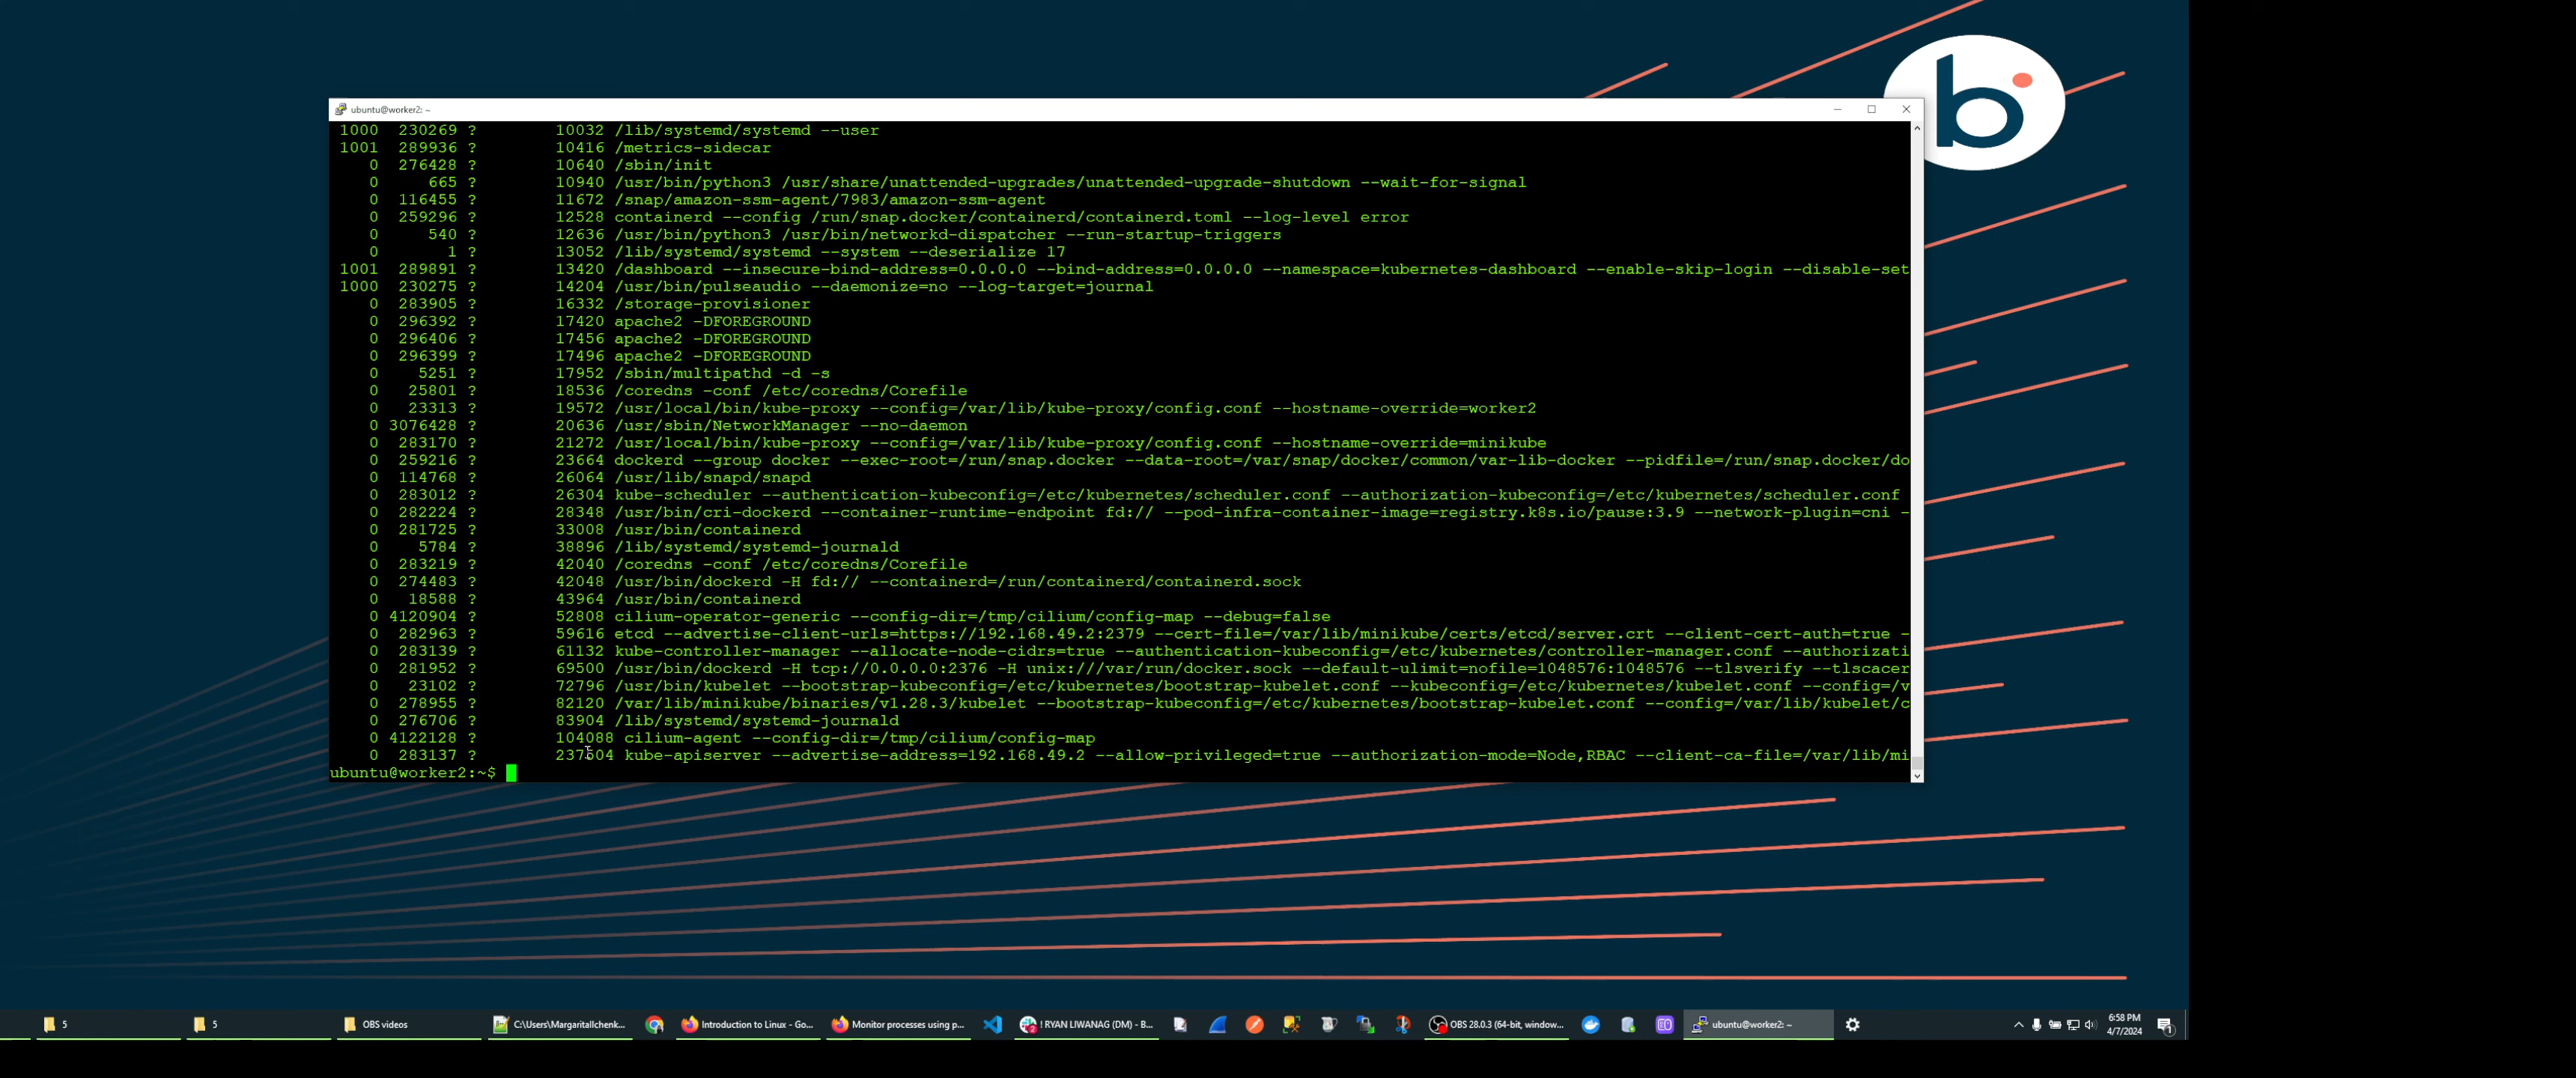 b
ubuntu@worker2: ~
1000 230269 ? 10032 /lib/systemd/systemd --user
1001 289936 ? 10416 /metrics-sidecar
0 276428 ? 10640 /sbin/init
0 665 ? 10940 /usr/bin/python3 /usr/share/unattended-upgrades/unattended-upgrade-shutdown --wait-for-signal
0 116455 ? 11672 /snap/amazon-ssm-agent/7983/amazon-ssm-agent
0 259296 ? 12528 containerd --config /run/snap.docker/containerd/containerd.toml --log-level error
0 540 ? 12636 /usr/bin/python3 /usr/bin/networkd-dispatcher --run-startup-triggers
0 1 ? 13052 /lib/systemd/systemd --system --deserialize 17
1001 289891 ? 13420 /dashboard --insecure-bind-address=0.0.0.0 --bind-address=0.0.0.0 --namespace=kubernetes-dashboard --enable-skip-login --disable-set
1000 230275 ? 14204 /usr/bin/pulseaudio --daemonize=no --log-target=journal
0 283905 ? 16332 /storage-provisioner
0 296392 ? 17420 apache2 -DFOREGROUND
0 296406 ? 17456 apache2 -DFOREGROUND
0 296399 ? 17496 apache2 -DFOREGROUND
0 5251 ? 17952 /sbin/multipathd -d -s
0 25801 ? 18536 /coredns -conf /etc/coredns/Corefile
0 23313 ? 19572 /usr/local/bin/kube-proxy --config=/var/lib/kube-proxy/config.conf --hostname-override=worker2
0 3076428 ? 20636 /usr/sbin/NetworkManager --no-daemon
0 283170 ? 21272 /usr/local/bin/kube-proxy --config=/var/lib/kube-proxy/config.conf --hostname-override=minikube
0 259216 ? 23664 dockerd --group docker --exec-root=/run/snap.docker --data-root=/var/snap/docker/common/var-lib-docker --pidfile=/run/snap.docker/do
0 114768 ? 26064 /usr/lib/snapd/snapd
0 283012 ? 26304 kube-scheduler --authentication-kubeconfig=/etc/kubernetes/scheduler.conf --authorization-kubeconfig=/etc/kubernetes/scheduler.conf
0 282224 ? 28348 /usr/bin/cri-dockerd --container-runtime-endpoint fd:// --pod-infra-container-image=registry.k8s.io/pause:3.9 --network-plugin=cni -
0 281725 ? 33008 /usr/bin/containerd
0 5784 ? 38896 /lib/systemd/systemd-journald
0 283219 ? 42040 /coredns -conf /etc/coredns/Corefile
0 274483 ? 42048 /usr/bin/dockerd -H fd:// --containerd=/run/containerd/containerd.sock
0 18588 ? 43964 /usr/bin/containerd
0 4120904 ? 52808 cilium-operator-generic --config-dir=/tmp/cilium/config-map --debug=false
0 282963 ? 59616 etcd --advertise-client-urls=https://192.168.49.2:2379 --cert-file=/var/lib/minikube/certs/etcd/server.crt --client-cert-auth=true -
0 283139 ? 61132 kube-controller-manager --allocate-node-cidrs=true --authentication-kubeconfig=/etc/kubernetes/controller-manager.conf --authorizati
0 281952 ? 69500 /usr/bin/dockerd -H tcp://0.0.0.0:2376 -H unix:///var/run/docker.sock --default-ulimit=nofile=1048576:1048576 --tlsverify --tlscacer
0 23102 ? 72796 /usr/bin/kubelet --bootstrap-kubeconfig=/etc/kubernetes/bootstrap-kubelet.conf --kubeconfig=/etc/kubernetes/kubelet.conf --config=/v
0 278955 ? 82120 /var/lib/minikube/binaries/v1.28.3/kubelet --bootstrap-kubeconfig=/etc/kubernetes/bootstrap-kubelet.conf --config=/var/lib/kubelet/c
0 276706 ? 83904 /lib/systemd/systemd-journald
0 4122128 ? 104088 cilium-agent --config-dir=/tmp/cilium/config-map
0 283137 ? kube-apiserver --advertise-address=192.168.49.2 --allow-privileged=true --authorization-mode=Node,RBAC --client-ca-file=/var/lib/mi
ubuntu@worker2:~$
5 5 OBS videos C:\Users\MargaritaIlchenk... Introduction to Linux - Go... Monitor processes using p... ! RYAN LIWANAG (DM) - B... OBS 28.0.3 (64-bit, window... ubuntu@worker2: ~ 6:58 PM
4/7/2024